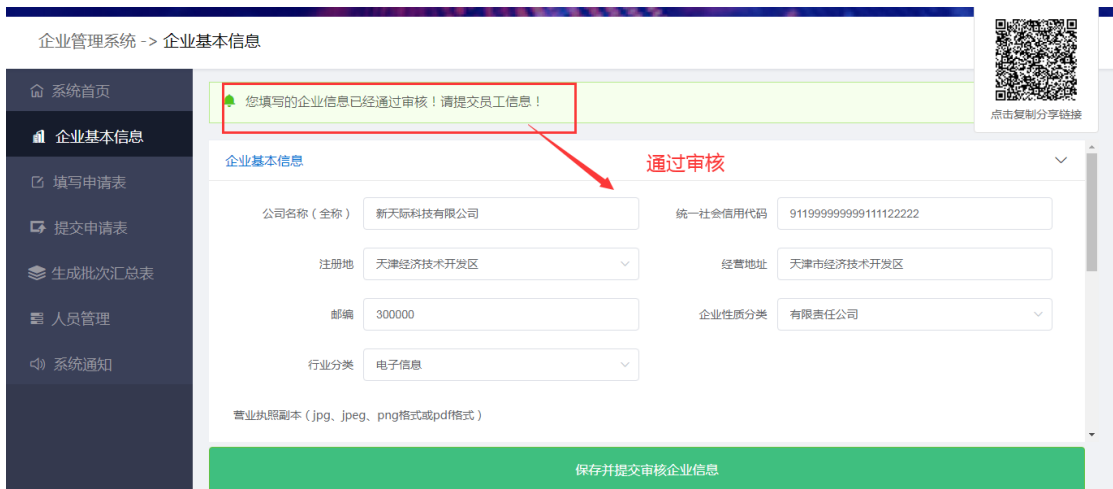 企业管理系统 -> 企业基本信息
点击复制分享链接
系统首页
企业基本信息
填写申请表
提交申请表
生成批次汇总表
人员管理
系统通知
您填写的企业信息已经通过审核！请提交员工信息！
企业基本信息
通过审核
公司名称（全称） 新天际科技有限公司 统一社会信用代码 911999999999111122222
注册地 天津经济技术开发区 经营地址 天津市经济技术开发区
邮编 300000 企业性质分类 有限责任公司
行业分类 电子信息
营业执照副本（jpg、jpeg、png格式或pdf格式）
保存并提交审核企业信息